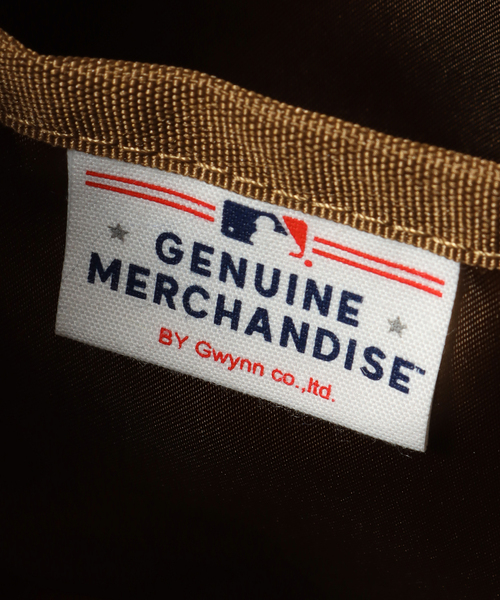 GENUINE
MERCHANDISE™
BY Gwynn co.,ltd.